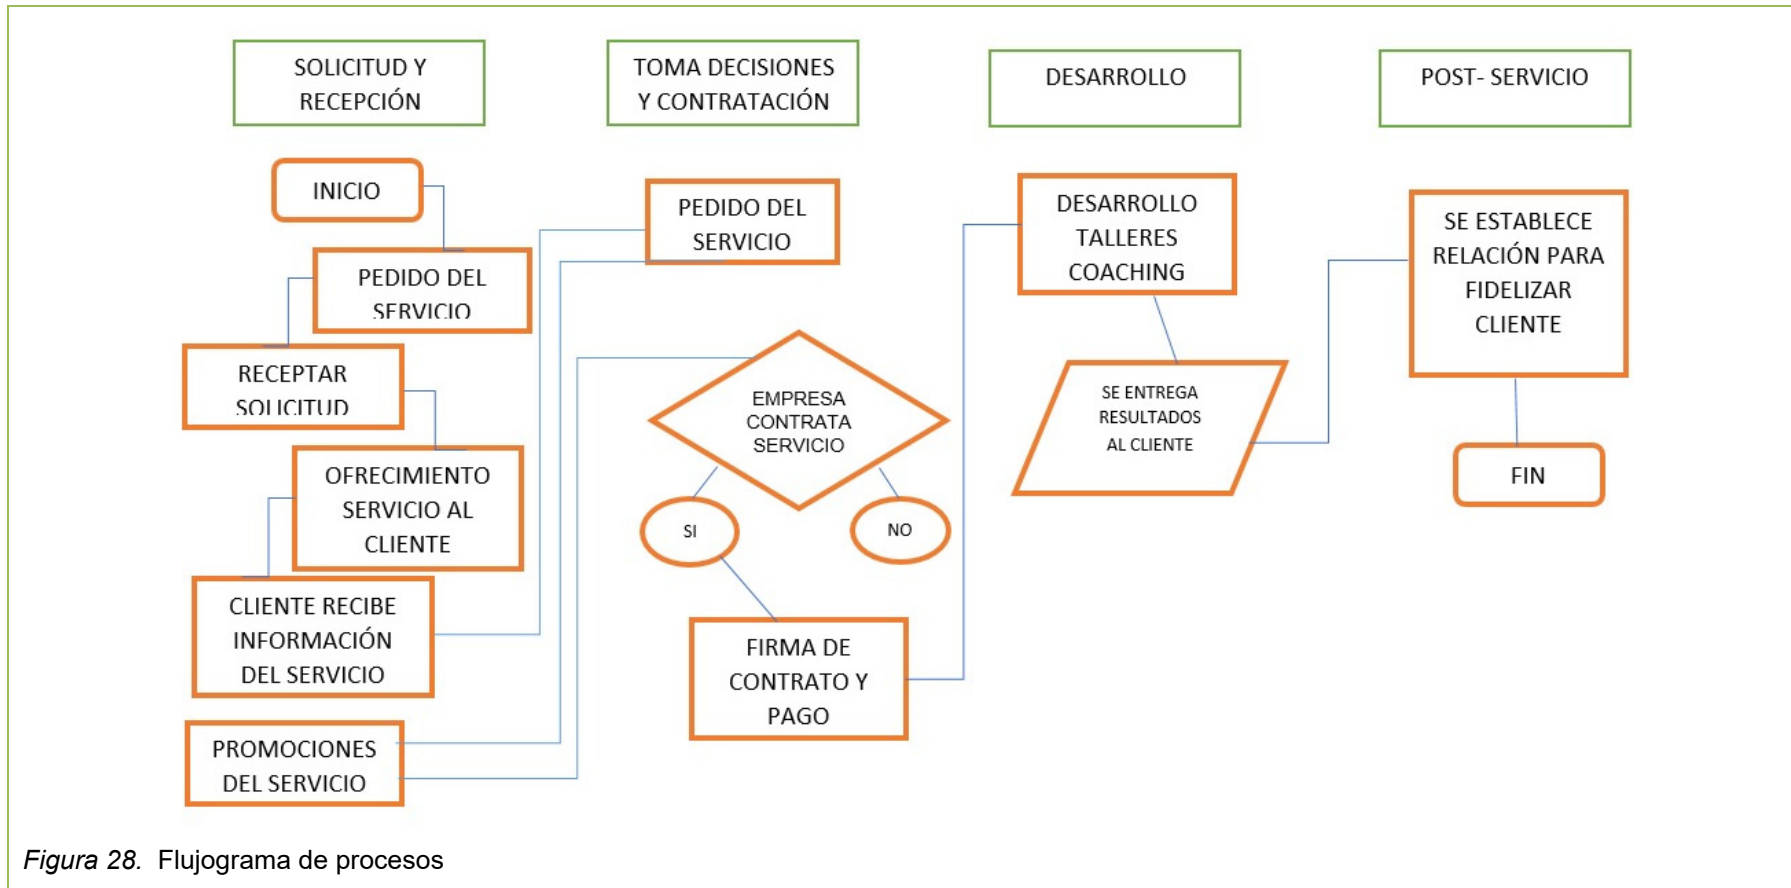 SOLICITUD Y
RECEPCIÓN
TOMA DECISIONES
Y CONTRATACIÓN
DESARROLLO
POST- SERVICIO
INICIO
PEDIDO DEL
SERVICIO
RECEPTAR
SOLICITUD
OFRECIMIENTO
SERVICIO AL
CLIENTE
CLIENTE RECIBE
INFORMACIÓN
DEL SERVICIO
PROMOCIONES
DEL SERVICIO
PEDIDO DEL
SERVICIO
EMPRESA
CONTRATA
SERVICIO
SI
NO
FIRMA DE
CONTRATO Y
PAGO
DESARROLLO
TALLERES
COACHING
SE ENTREGA
RESULTADOS
AL CLIENTE
SE ESTABLECE
RELACIÓN PARA
FIDELIZAR
CLIENTE
FIN
Figura 28. Flujograma de procesos